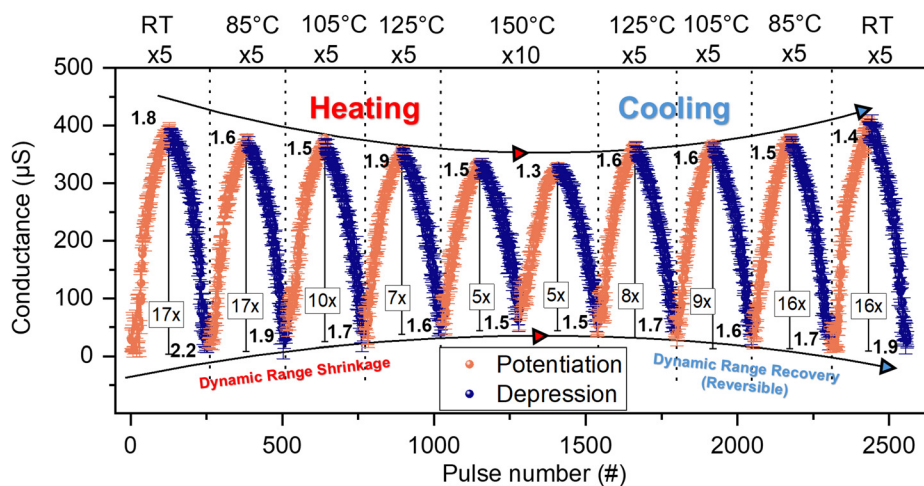 RT 85°C 105°C 125°C 150°C 125°C 105°C 85°C RT
x5 x5 x5 x5 x10 x5 x5 x5 x5
500
400
300
200
100
0
Conductance (µS)
Heating
Cooling
1.8 1.6 1.5 1.9 1.5 1.3 1.6 1.6 1.5 1.4
17x 17x 10x 7x 5x 5x 8x 9x 16x 16x
2.2 1.9 1.7 1.6 1.5 1.5 1.7 1.6 1.7 1.9
Dynamic Range Shrinkage
Dynamic Range Recovery
(Reversible)
Potentiation
Depression
0 500 1000 1500 2000 2500
Pulse number (#)